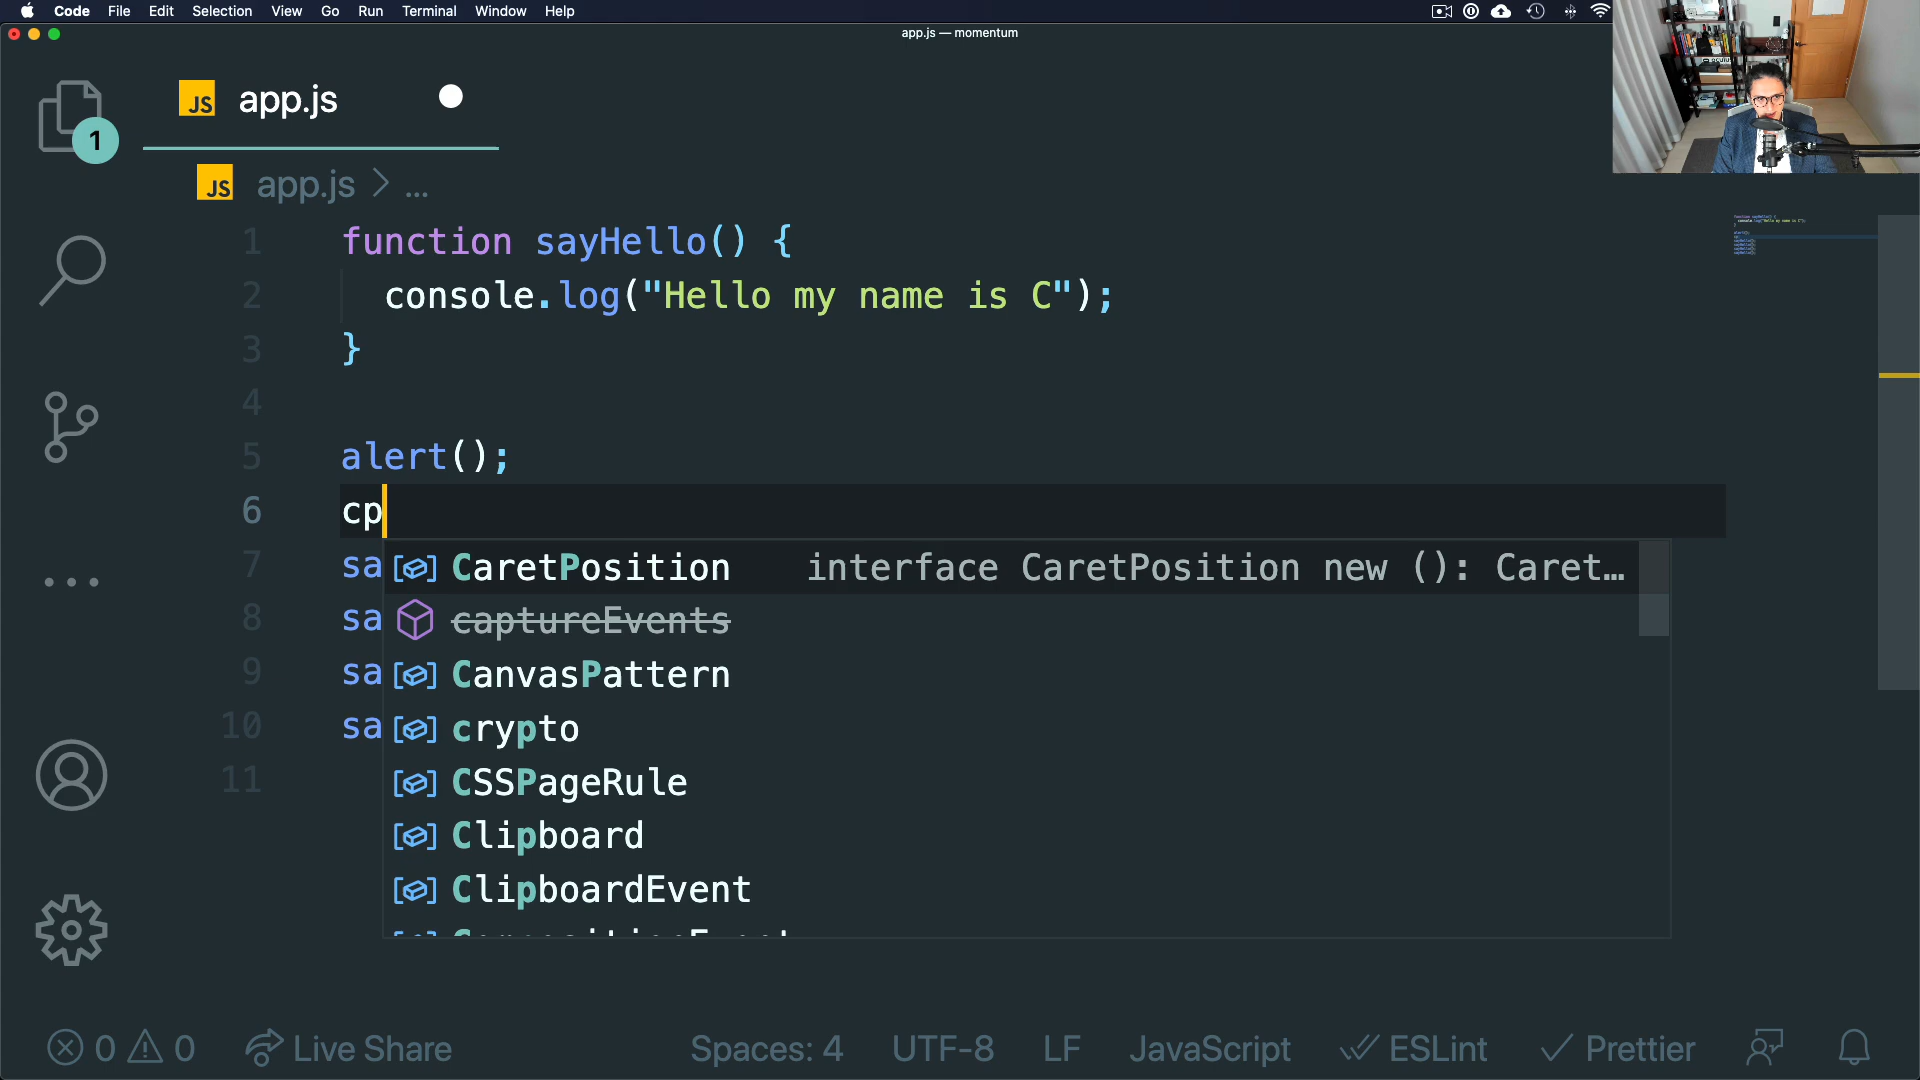 Code File Edit Selection View Go Run Terminal Window Help
app.js — momentum
JS app.js
1
JS app.js > ...
1 function sayHello() {
2 console.log("Hello my name is C");
3 }
4
5 alert();
6 cp
7 sa
CaretPosition interface CaretPosition new (): Caret…
8 sa
captureEvents
9 sa
CanvasPattern
10 sa
crypto
11
CSSPageRule
Clipboard
ClipboardEvent
0 0 Live Share Spaces: 4 UTF-8 LF JavaScript ESLint Prettier